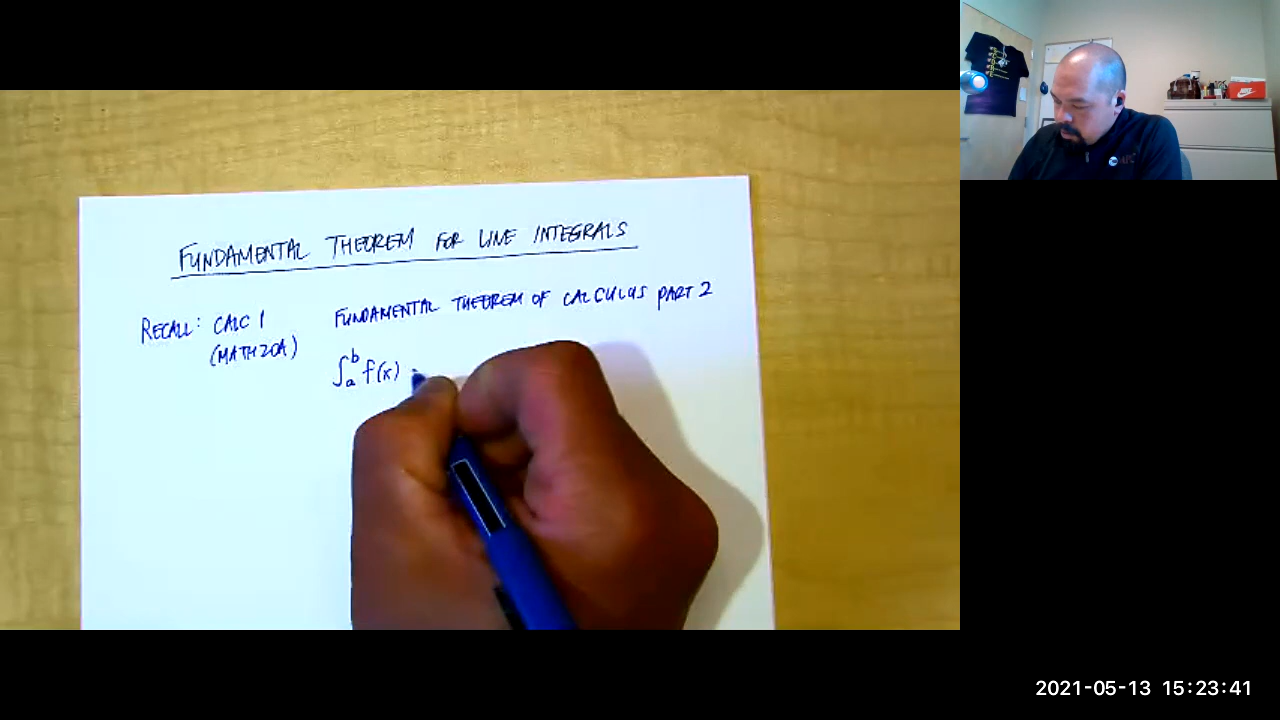 FUNDAMENTAL THEOREM FOR LINE INTEGRALS
RECALL: CALC 1 FUNDAMENTAL THEOREM OF CALCULUS PART 2
(MATH 20A)
∫ₐᵇ f(x)
2021-05-13 15:23:41